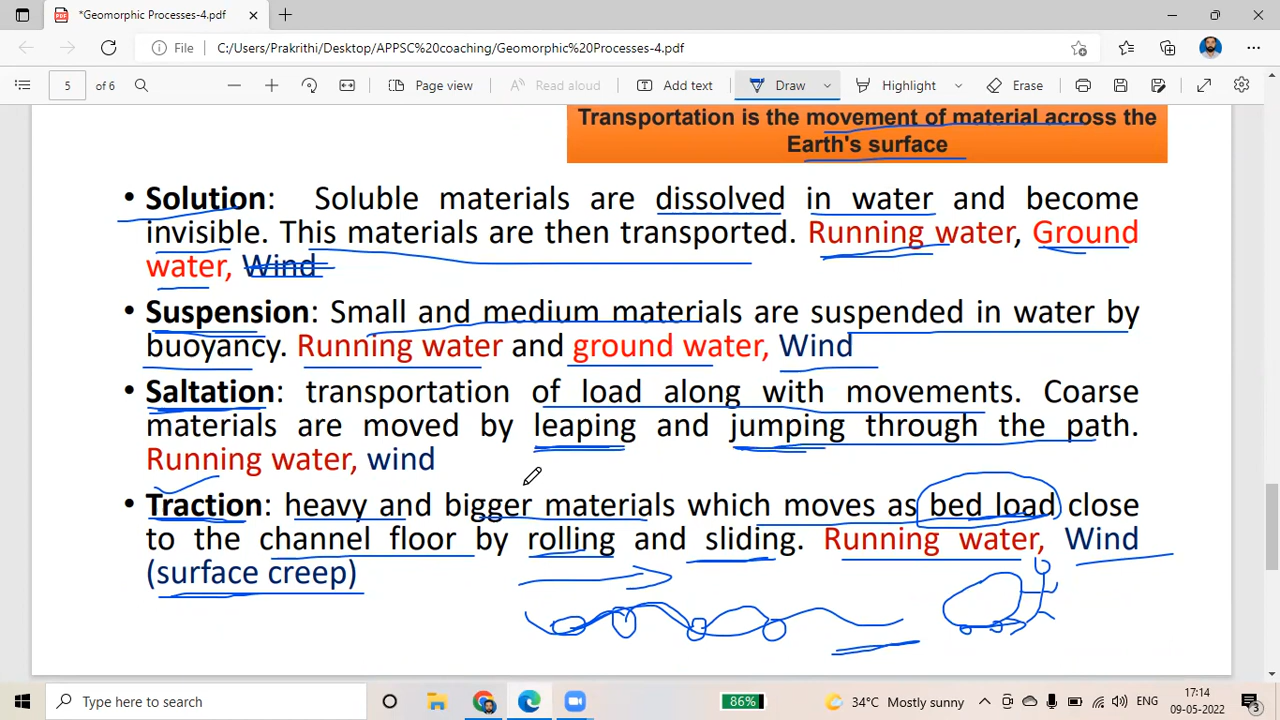 *Geomorphic Processes-4.pdf
File C:/Users/Prakrithi/Desktop/APPSC%20coaching/Geomorphic%20Processes-4.pdf
5 of 6 Page view Read aloud Add text Draw Highlight Erase
Transportation is the movement of material across the
Earth's surface
• Solution: Soluble materials are dissolved in water and become
invisible. This materials are then transported. Running water, Ground
water, Wind
• Suspension: Small and medium materials are suspended in water by
buoyancy. Running water and ground water, Wind
• Saltation: transportation of load along with movements. Coarse
materials are moved by leaping and jumping through the path.
Running water, wind
• Traction: heavy and bigger materials which moves as bed load close
to the channel floor by rolling and sliding. Running water, Wind
(surface creep)
Type here to search
86%
34°C Mostly sunny
ENG
17:14
09-05-2022
3